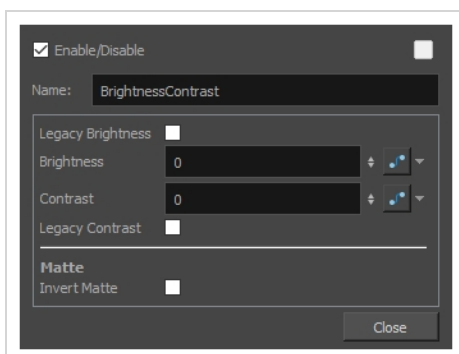 Enable/Disable
Name: BrightnessContrast
Legacy Brightness
Brightness 0
Contrast 0
Legacy Contrast
Matte
Invert Matte
Close